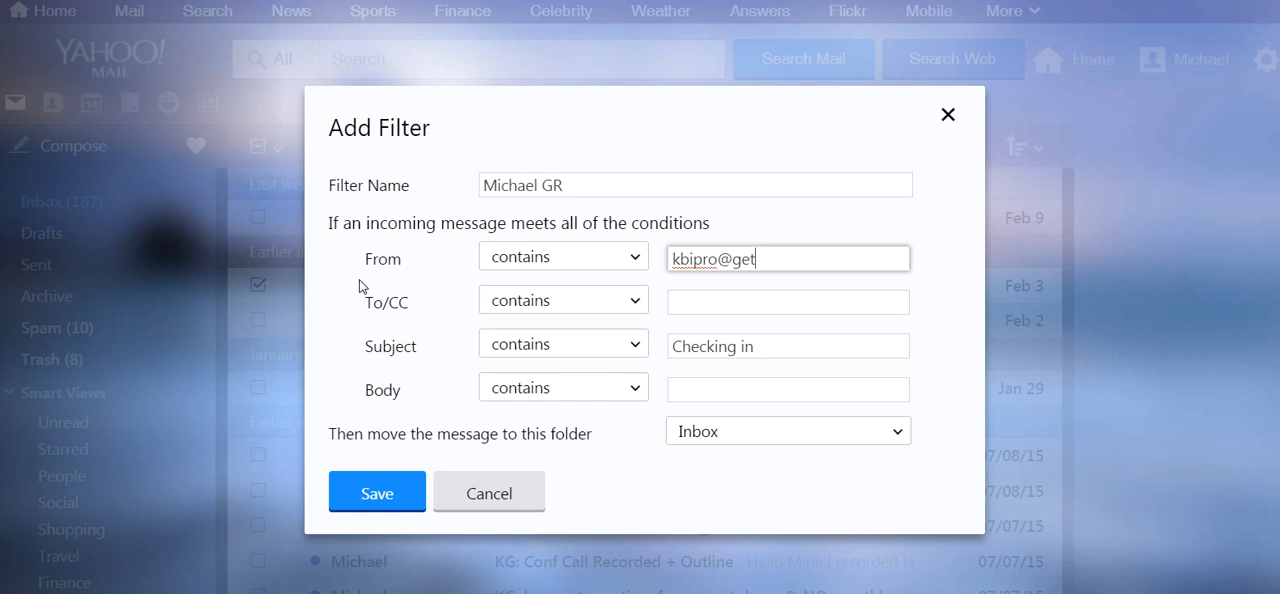 Home Mail Search News Sports Finance Celebrity Weather Answers Flickr Mobile More
YAHOO! MAIL
All Search Search Mail Search Web Home Michael
Compose
Add Filter
Filter Name Michael GR
If an incoming message meets all of the conditions
From contains kbipro@get
To/CC contains
Subject contains Checking in
Body contains
Then move the message to this folder Inbox
Save Cancel
Inbox (187)
Drafts
Sent
Archive
Spam (10)
Trash (8)
Smart Views
Unread
Starred
People
Social
Shopping
Travel
Finance
Feb 9
Feb 3
Feb 2
Jan 29
07/08/15
07/08/15
07/07/15
Michael KG: Conf Call Recorded + Outline Hello Mine I recorded la 07/07/15